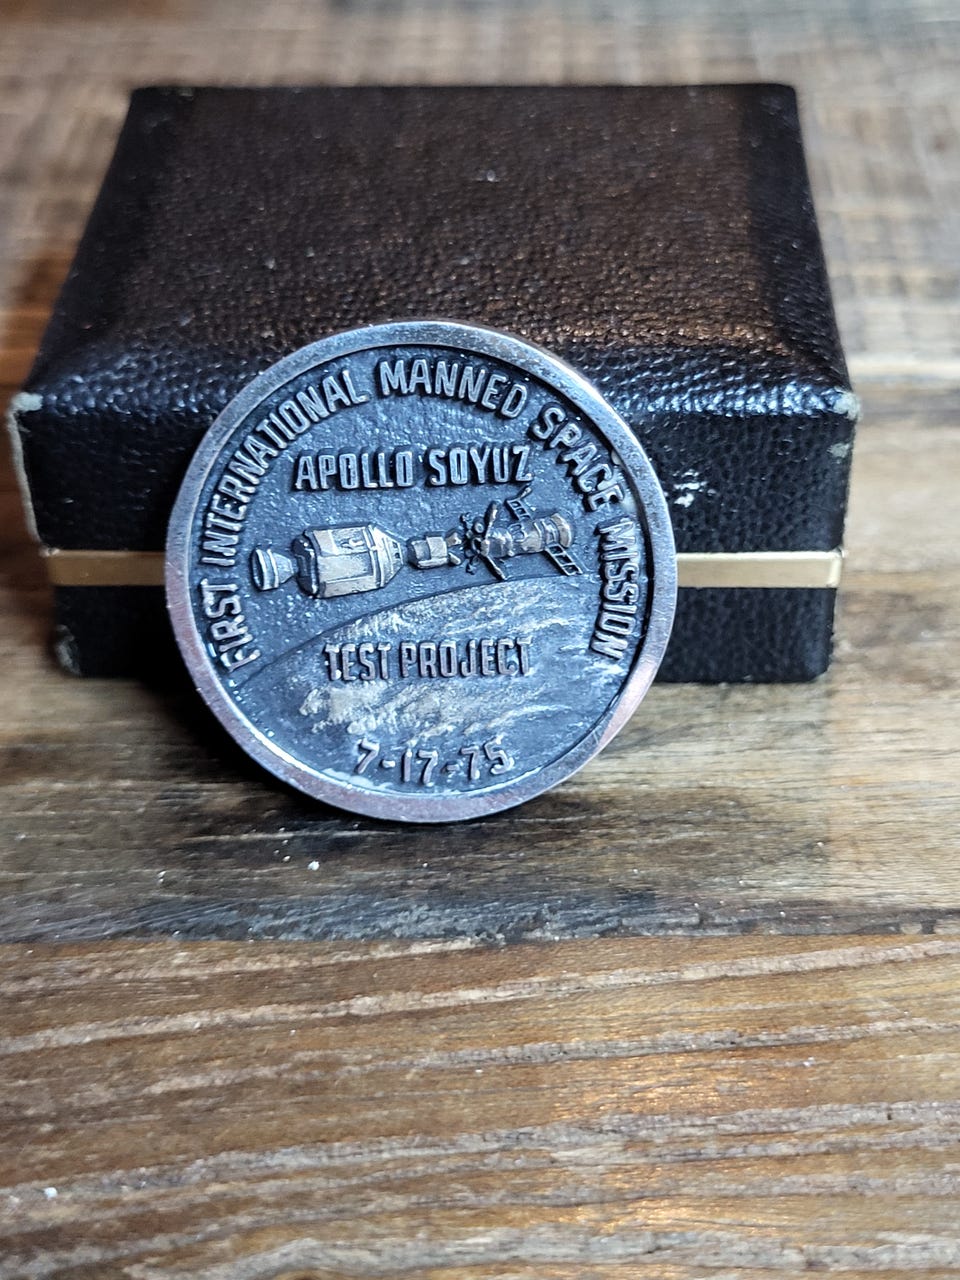 FIRST INTERNATIONAL MANNED SPACE MISSION
APOLLO SOYUZ
TEST PROJECT
7-17-75